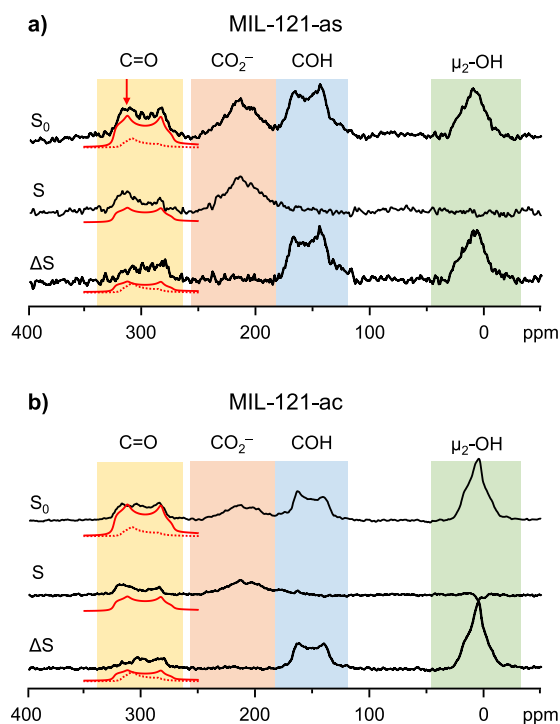 a) MIL-121-as
C=O CO₂⁻ COH μ₂-OH
S₀
S
ΔS
400 300 200 100 0 ppm
b) MIL-121-ac
C=O CO₂⁻ COH μ₂-OH
S₀
S
ΔS
400 300 200 100 0 ppm